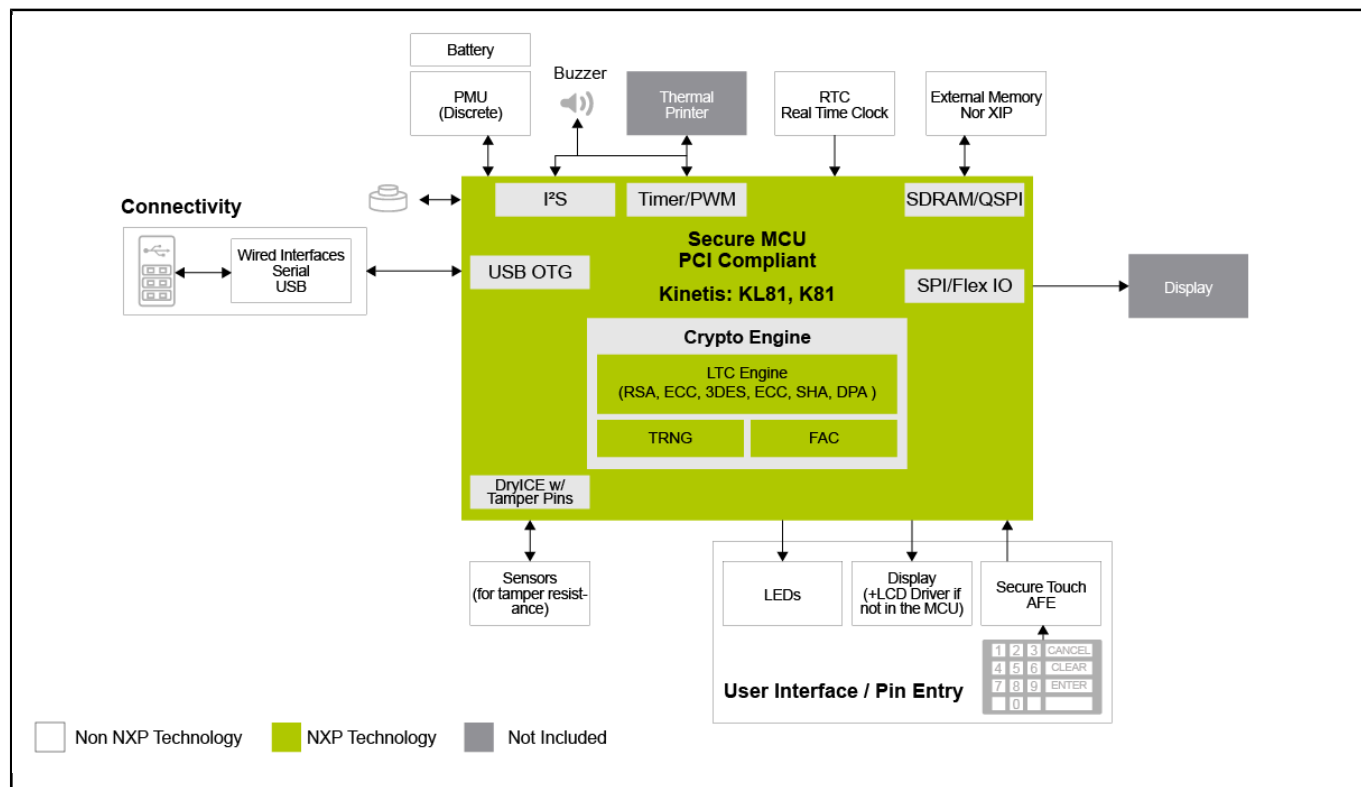 Battery
PMU
(Discrete)
Buzzer
Thermal
Printer
RTC
Real Time Clock
External Memory
Nor XIP
Connectivity
Wired Interfaces
Serial
USB
I²S
Timer/PWM
SDRAM/QSPI
Secure MCU
PCI Compliant
USB OTG
Kinetis: KL81, K81
SPI/Flex IO
Display
Crypto Engine
LTC Engine
(RSA, ECC, 3DES, ECC, SHA, DPA )
TRNG
FAC
DryICE w/
Tamper Pins
Sensors
(for tamper resist-
ance)
LEDs
Display
(+LCD Driver if
not in the MCU)
Secure Touch
AFE
1 2 3 CANCEL
4 5 6 CLEAR
7 8 9 ENTER
0
User Interface / Pin Entry
Non NXP Technology
NXP Technology
Not Included